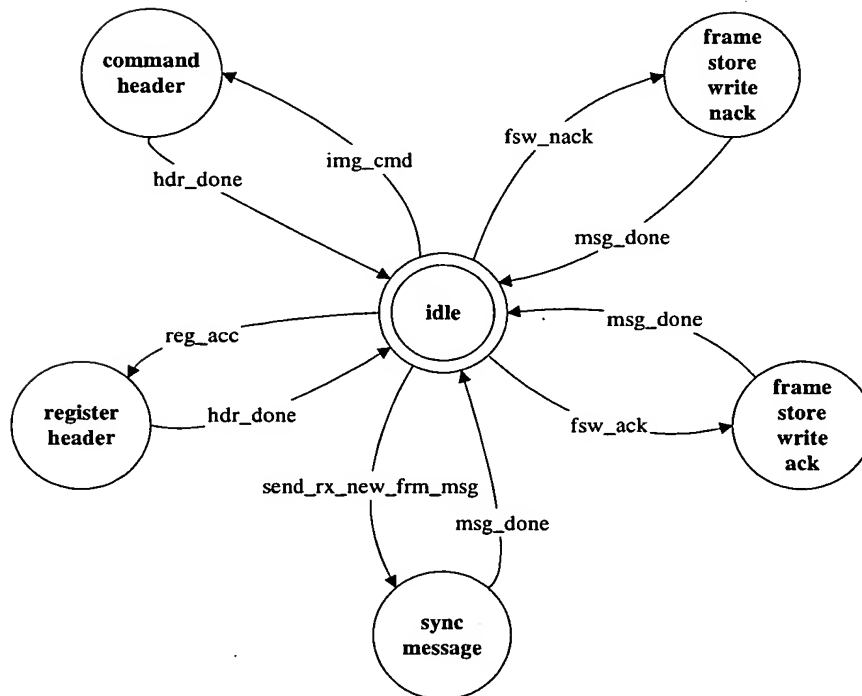 command
header
frame
store
write
nack
fsw_nack
img_cmd
hdr_done
msg_done
idle
msg_done
reg_acc
frame
store
write
ack
register
header
hdr_done
fsw_ack
send_rx_new_frm_msg
msg_done
sync
message